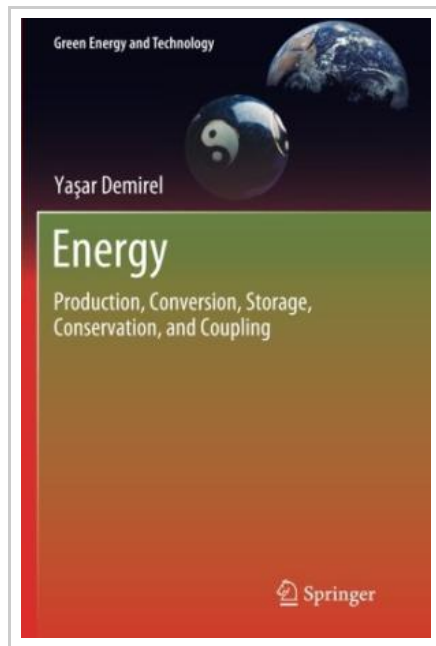 Green Energy and Technology
Yaşar Demirel
Energy
Production, Conversion, Storage,
Conservation, and Coupling
Springer